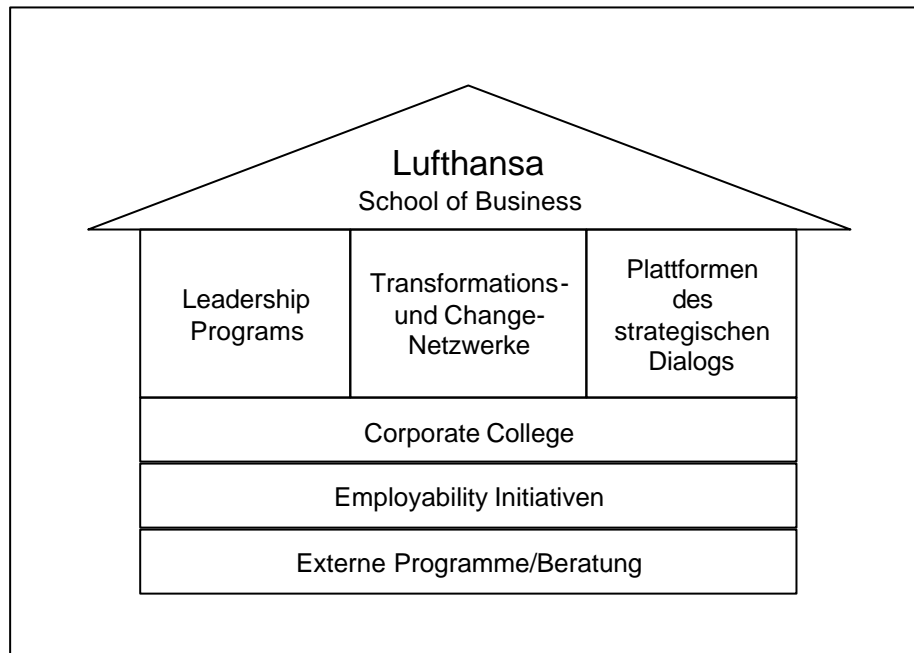 Lufthansa
School of Business
Leadership
Programs
Transformations-
und Change-
Netzwerke
Plattformen
des
strategischen
Dialogs
Corporate College
Employability Initiativen
Externe Programme/Beratung